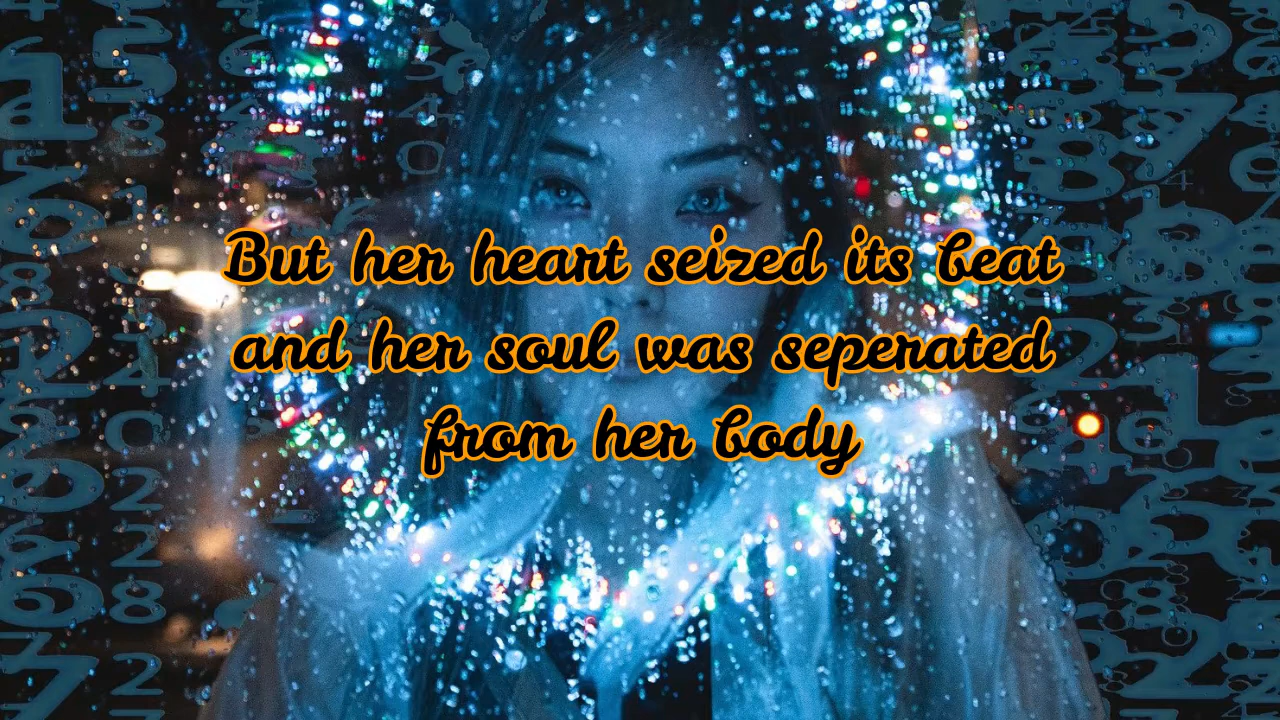 But her heart seized its beat
and her soul was seperated
from her body